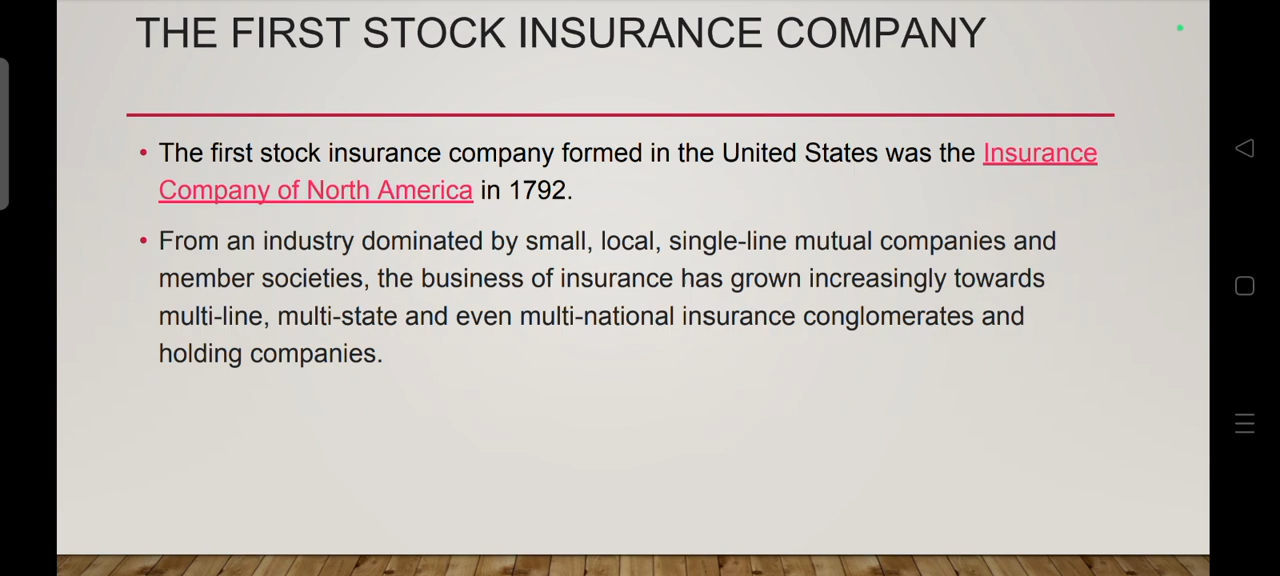 THE FIRST STOCK INSURANCE COMPANY
• The first stock insurance company formed in the United States was the Insurance
Company of North America in 1792.
• From an industry dominated by small, local, single-line mutual companies and
member societies, the business of insurance has grown increasingly towards
multi-line, multi-state and even multi-national insurance conglomerates and
holding companies.